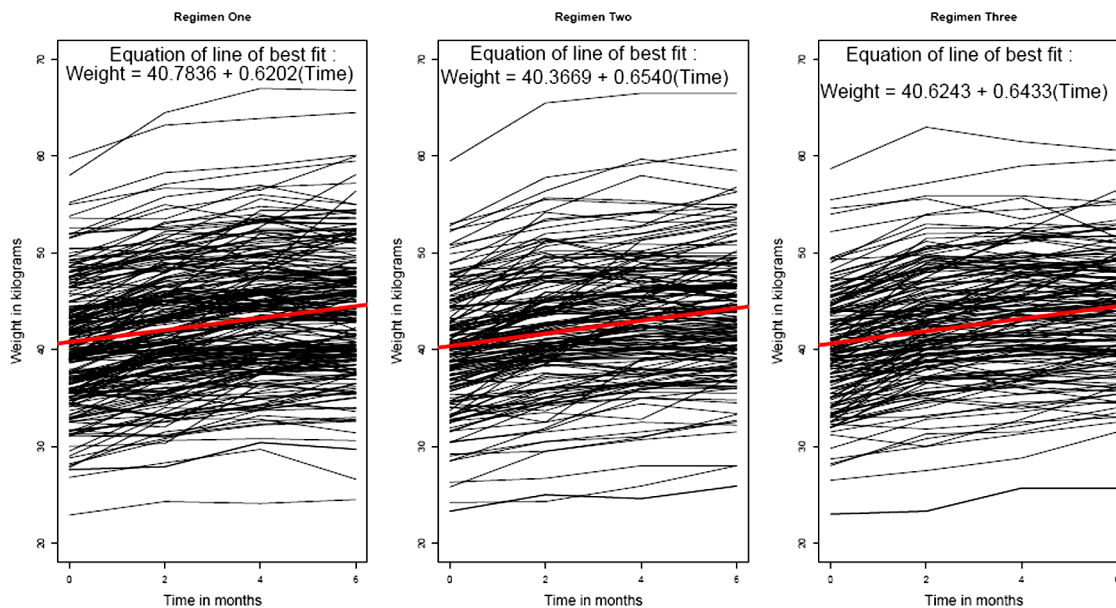 Regimen One
Equation of line of best fit :
Weight = 40.7836 + 0.6202(Time)
70
60
50
40
30
20
Weight in kilograms
0 2 4 6
Time in months
Regimen Two
Equation of line of best fit :
Weight = 40.3669 + 0.6540(Time)
70
60
50
40
30
20
Weight in kilograms
0 2 4 6
Time in months
Regimen Three
Equation of line of best fit :
Weight = 40.6243 + 0.6433(Time)
70
60
50
40
30
20
Weight in kilograms
0 2 4 6
Time in months